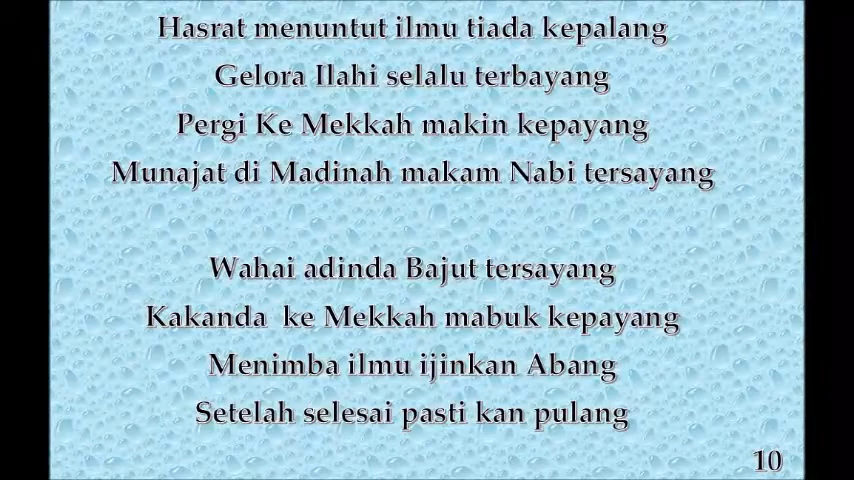 Hasrat menuntut ilmu tiada kepalang
Gelora Ilahi selalu terbayang
Pergi Ke Mekkah makin kepayang
Munajat di Madinah makam Nabi tersayang
Wahai adinda Bajut tersayang
Kakanda ke Mekkah mabuk kepayang
Menimba ilmu ijinkan Abang
Setelah selesai pasti kan pulang
10